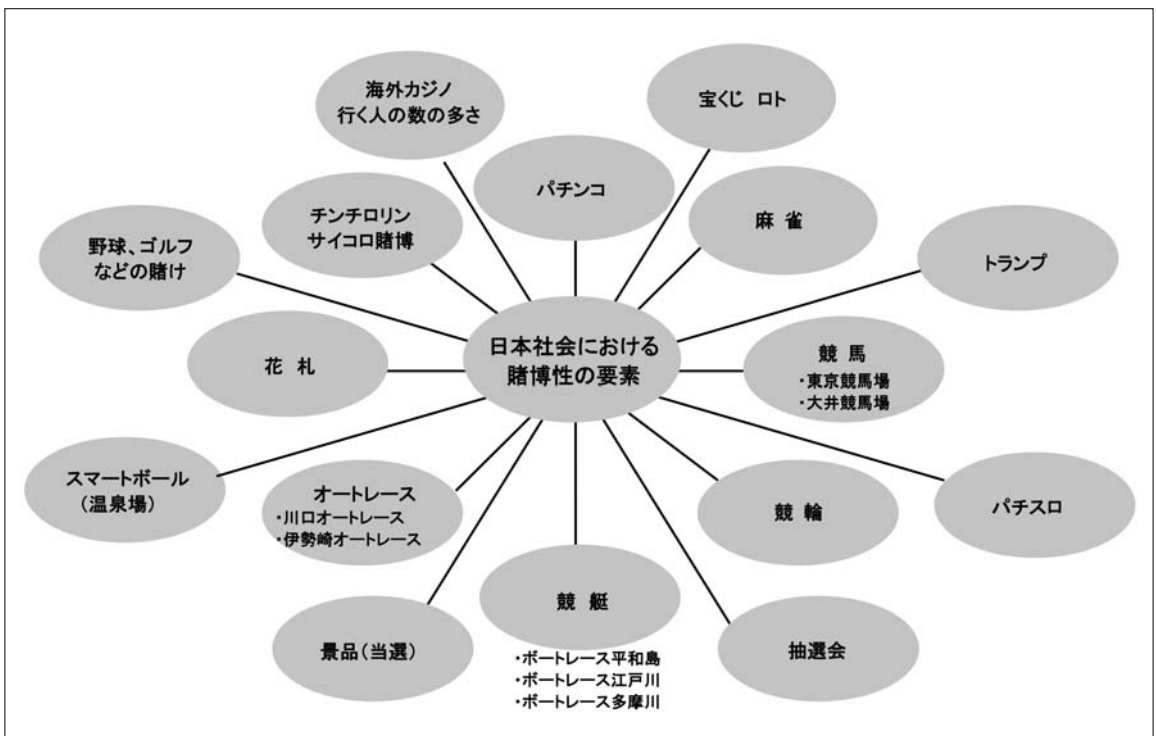 海外カジノ
行く人の数の多さ
宝くじ ロト
パチンコ
チンチロリン
サイコロ賭博
麻 雀
野球、ゴルフ
などの賭け
トランプ
日本社会における
賭博性の要素
花 札
競 馬
・東京競馬場
・大井競馬場
スマートボール
(温泉場)
オートレース
・川口オートレース
・伊勢崎オートレース
競 輪
パチスロ
景品(当選)
競 艇
・ボートレース平和島
・ボートレース江戸川
・ボートレース多摩川
抽選会